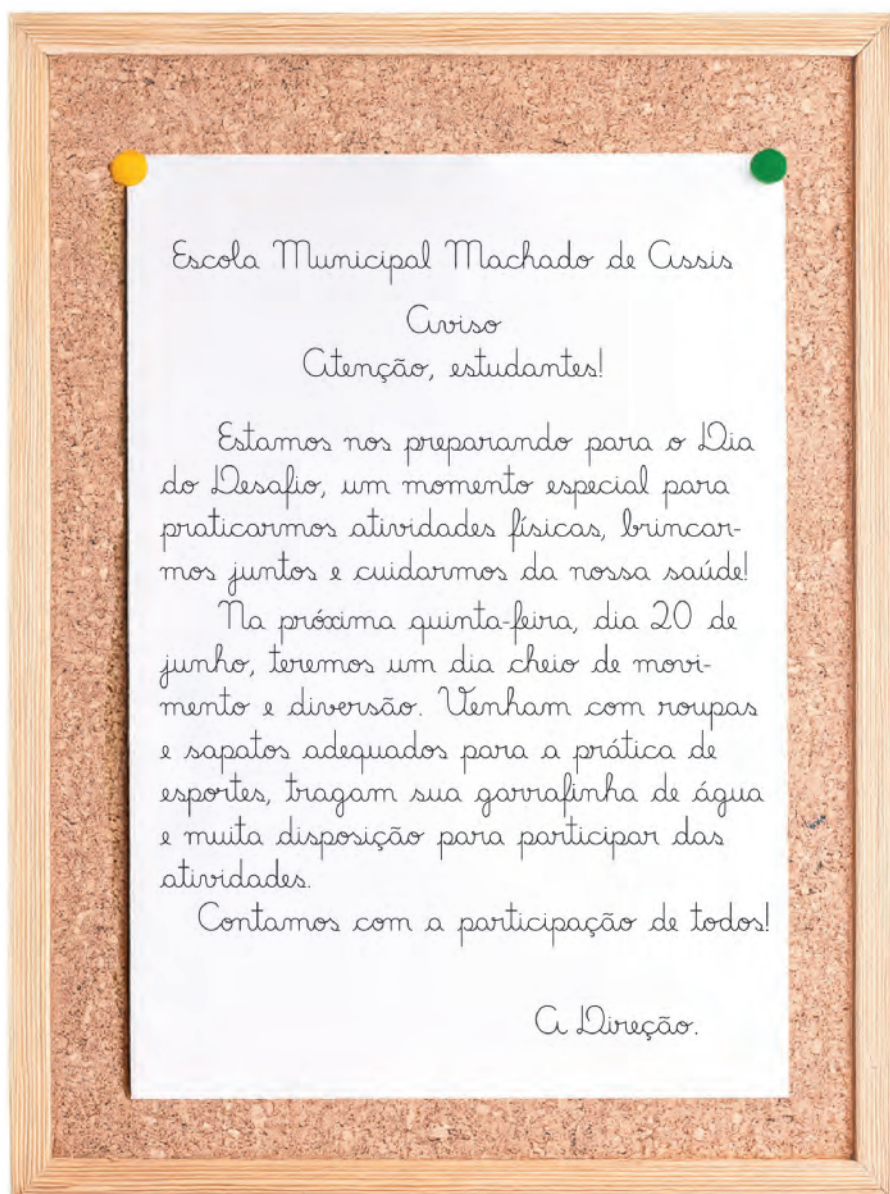 Escola Municipal Machado de Assis
Aviso
Atenção, estudantes!
Estamos nos preparando para o Dia
do Desafio, um momento especial para
praticarmos atividades físicas, brincar-
mos juntos e cuidarmos da nossa saúde!
Na próxima quinta-feira, dia 20 de
junho, teremos um dia cheio de movi-
mento e diversão. Venham com roupas
e sapatos adequados para a prática de
esportes, tragam sua garrafinha de água
e muita disposição para participar das
atividades.
Contamos com a participação de todos!
A Direção.